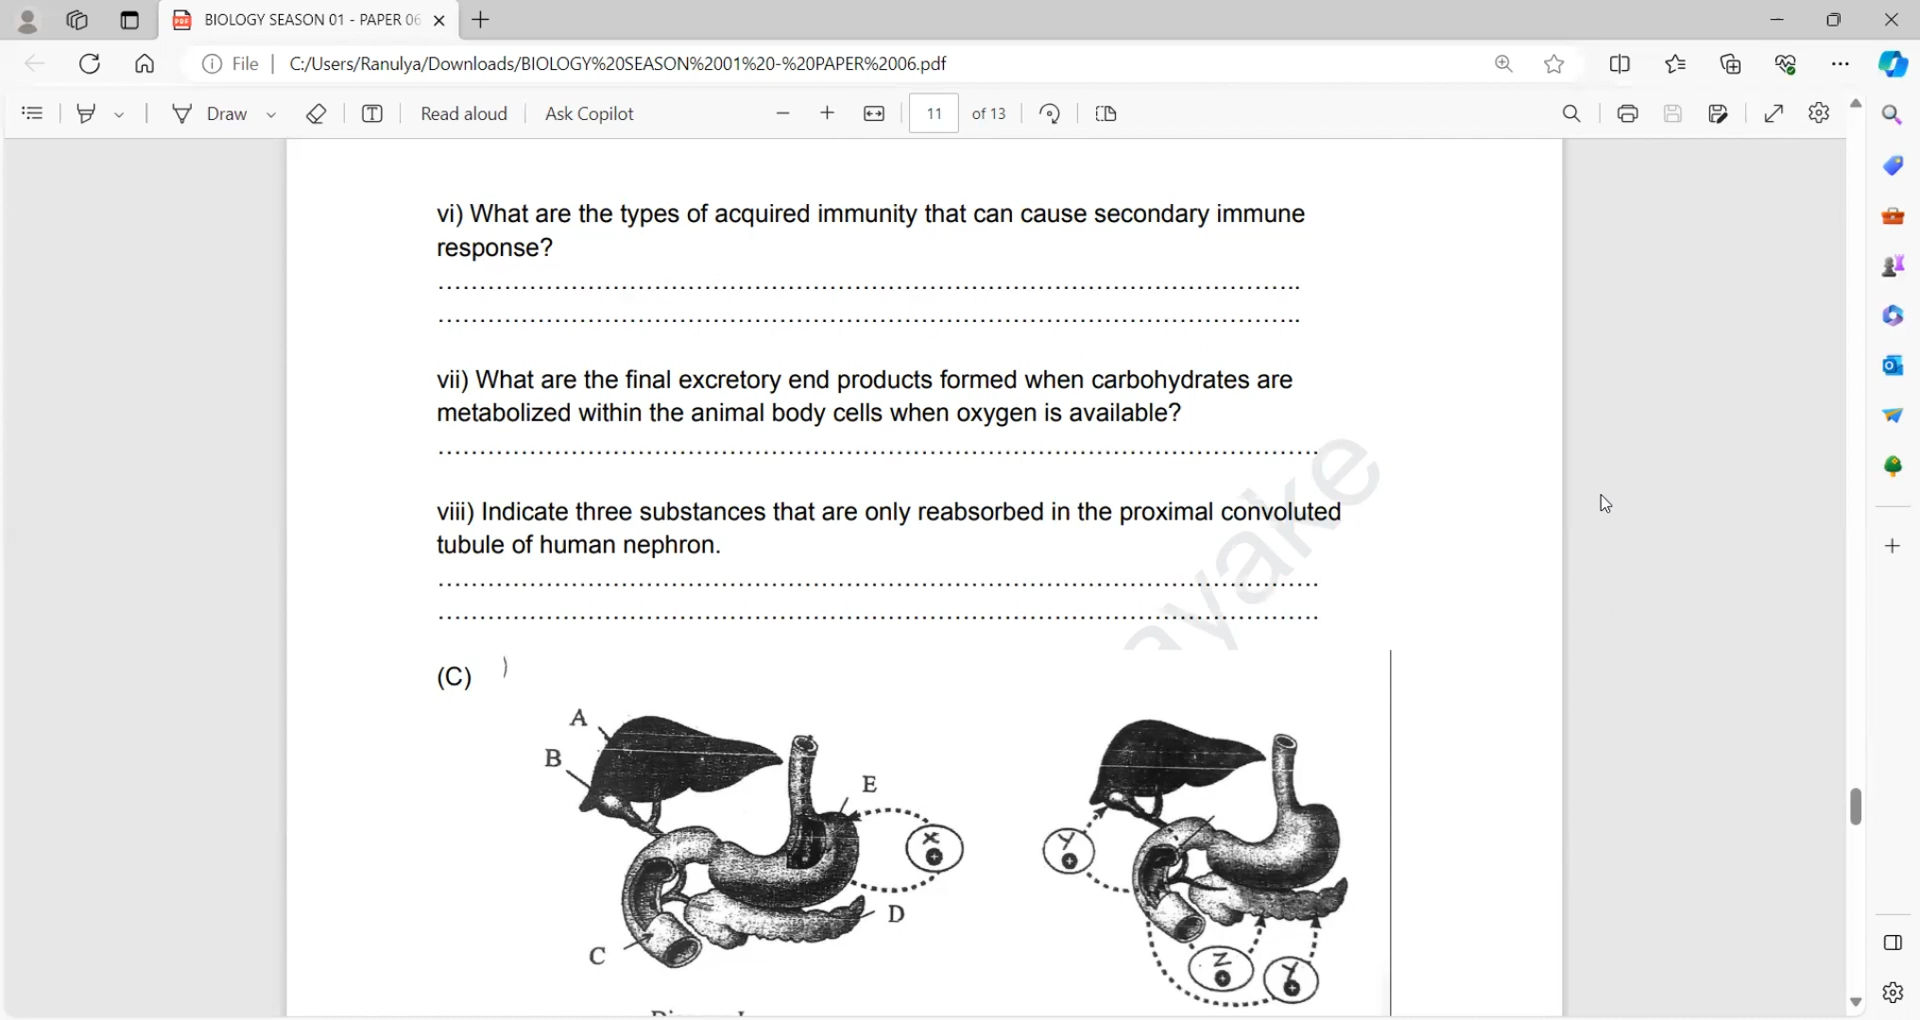 BIOLOGY SEASON 01 - PAPER 06
File
C:/Users/Ranulya/Downloads/BIOLOGY%20SEASON%2001%20-%20PAPER%2006.pdf
Draw
Read aloud
Ask Copilot
11
of 13
vi) What are the types of acquired immunity that can cause secondary immune
response?
vii) What are the final excretory end products formed when carbohydrates are
metabolized within the animal body cells when oxygen is available?
viii) Indicate three substances that are only reabsorbed in the proximal convoluted
tubule of human nephron.
ayake
(C) )
A
B
E
X
Y
D
C
Z
Y